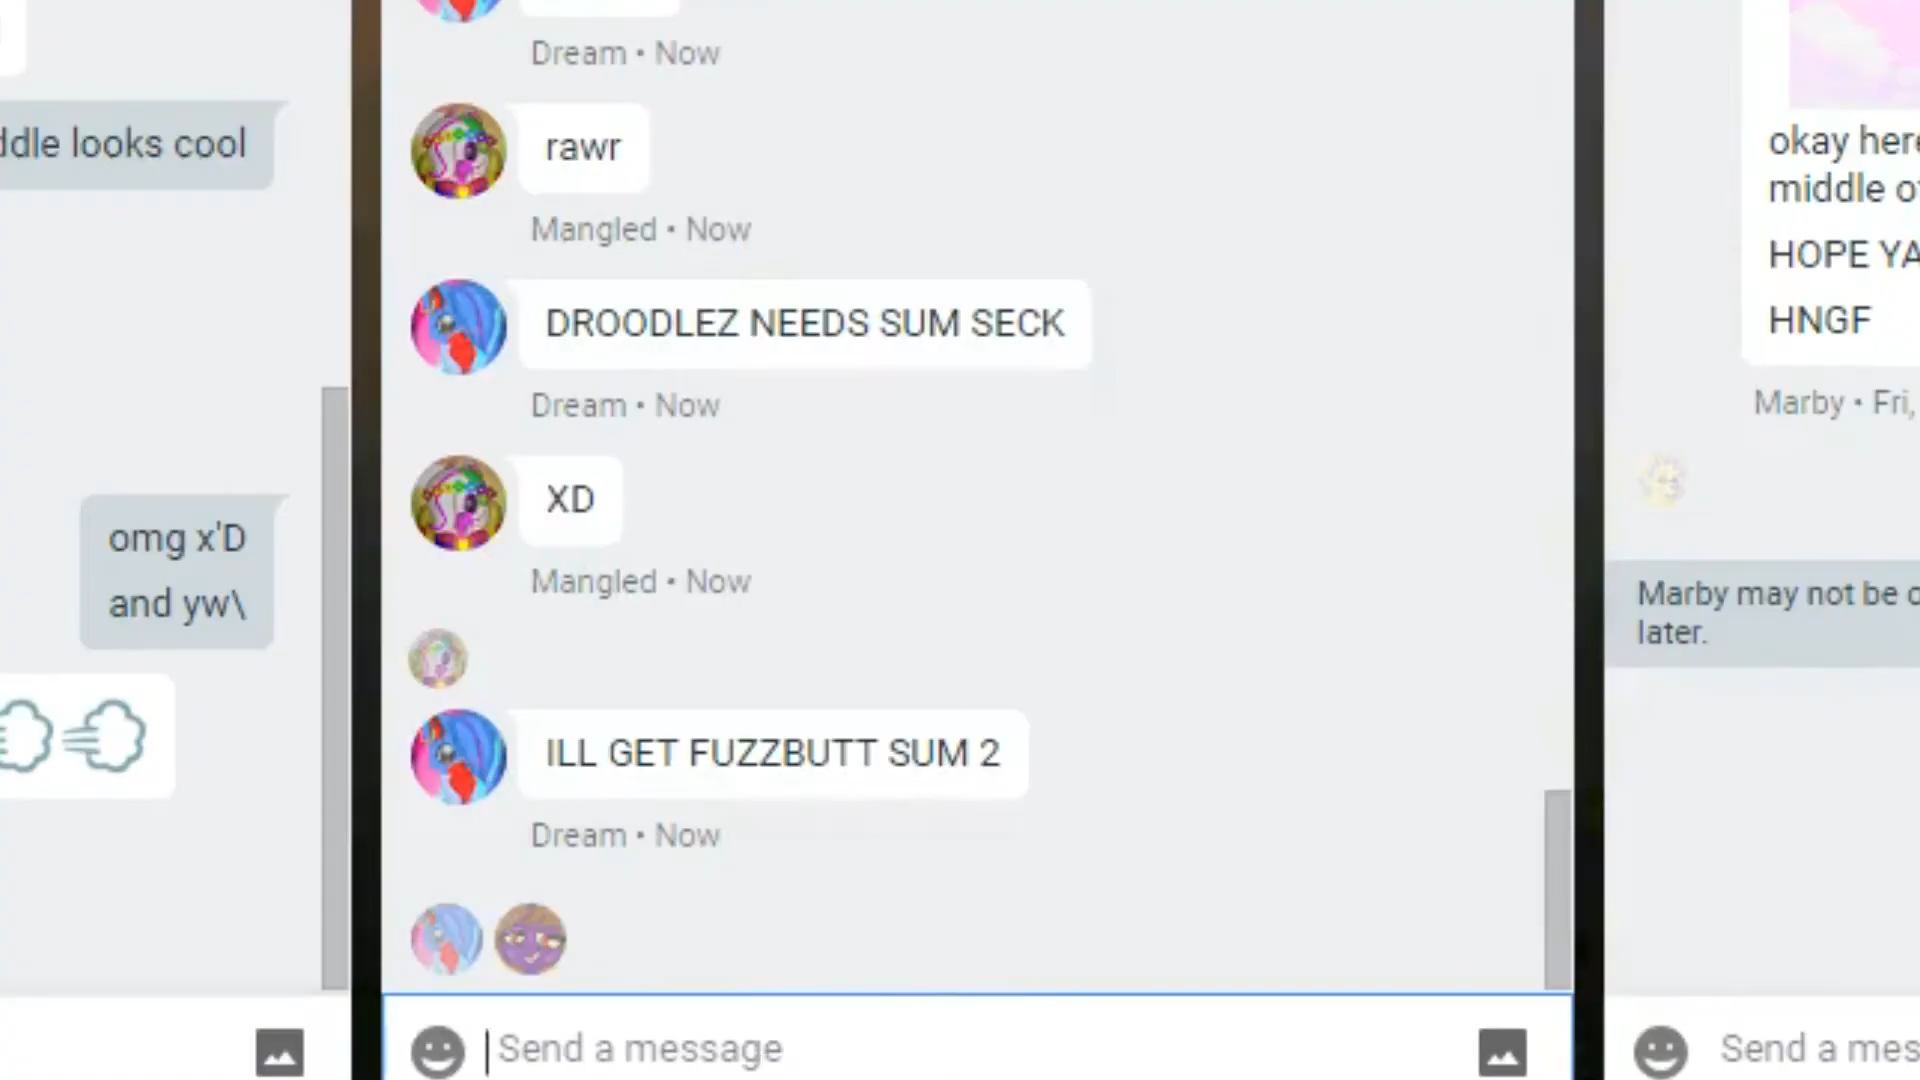 ddle looks cool
omg x'D
and yw\
Dream • Now
rawr
Mangled • Now
DROODLEZ NEEDS SUM SECK
Dream • Now
XD
Mangled • Now
ILL GET FUZZBUTT SUM 2
Dream • Now
Send a message
okay here
middle of
HOPE YA
HNGF
Marby • Fri,
Marby may not be o
later.
Send a mes